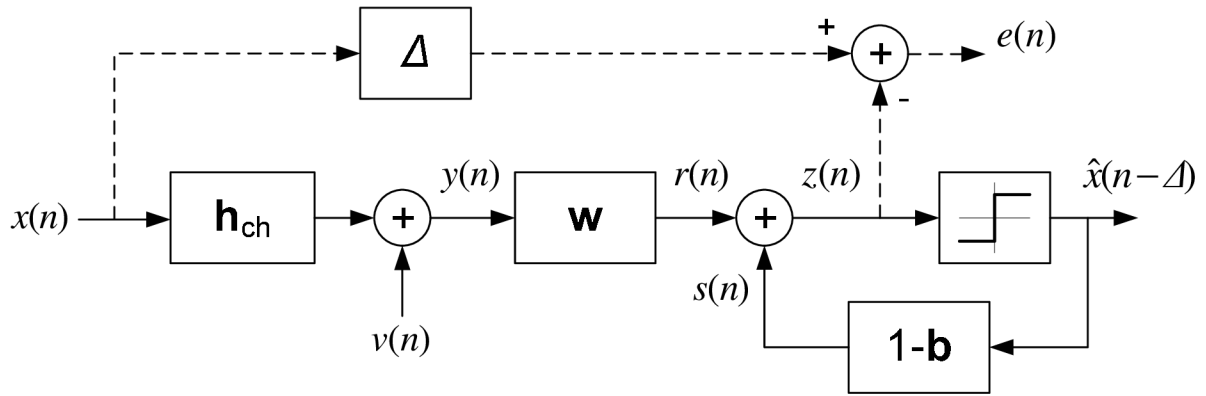 Δ
+
+
e(n)
-
x(n)
h_ch
+
y(n)
w
r(n)
+
z(n)
x̂(n−Δ)
v(n)
s(n)
1-b